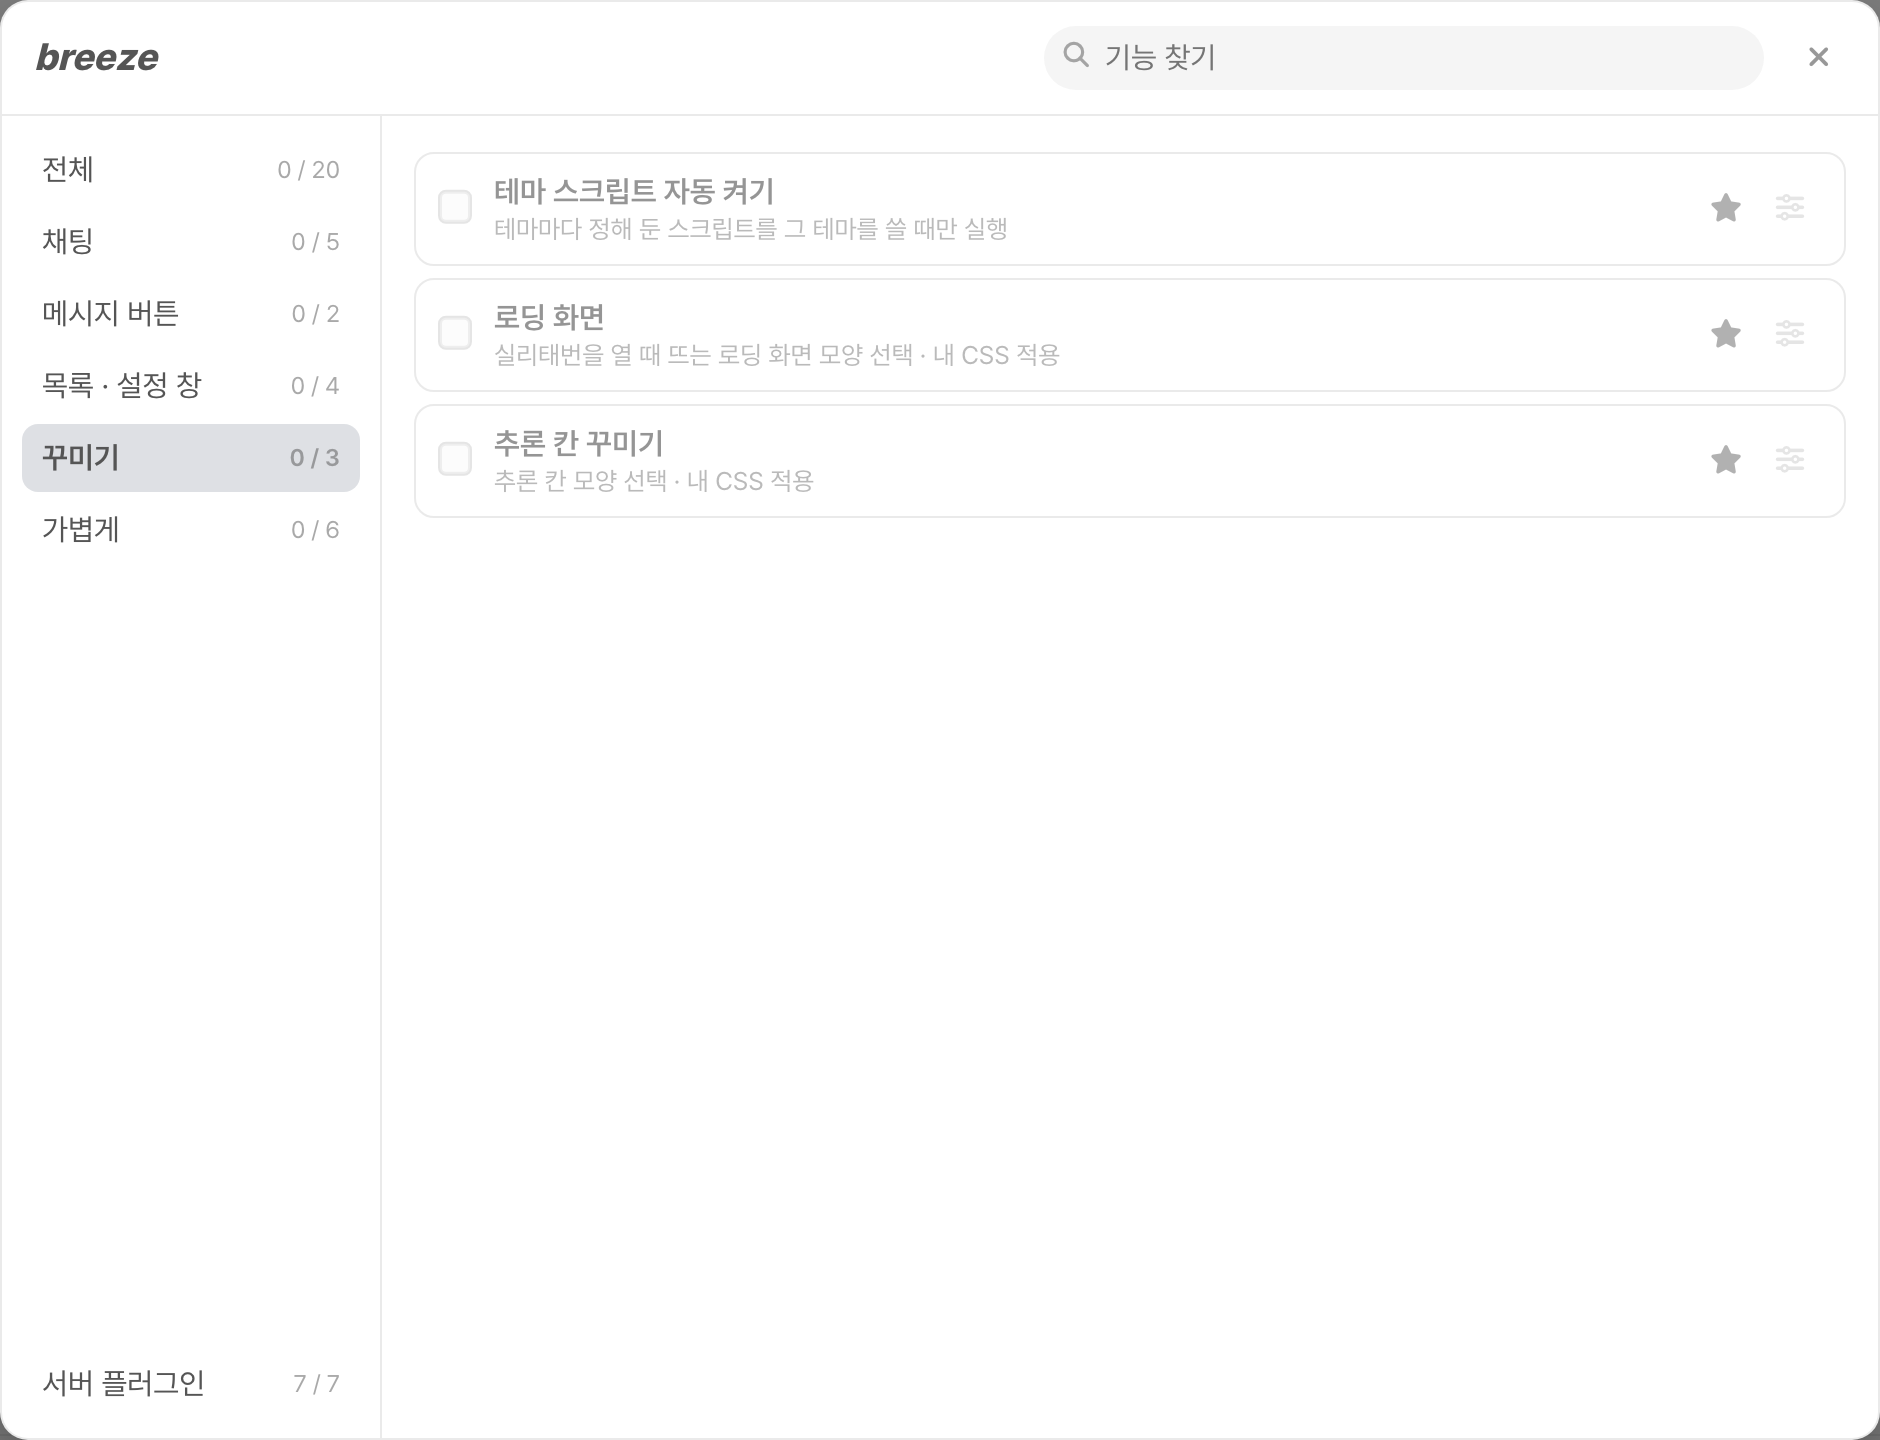 breeze
기능 찾기
전체 0 / 20
채팅 0 / 5
메시지 버튼 0 / 2
목록 · 설정 창 0 / 4
꾸미기 0 / 3
가볍게 0 / 6
서버 플러그인 7 / 7
테마 스크립트 자동 켜기
테마마다 정해 둔 스크립트를 그 테마를 쓸 때만 실행
로딩 화면
실리태번을 열 때 뜨는 로딩 화면 모양 선택 · 내 CSS 적용
추론 칸 꾸미기
추론 칸 모양 선택 · 내 CSS 적용